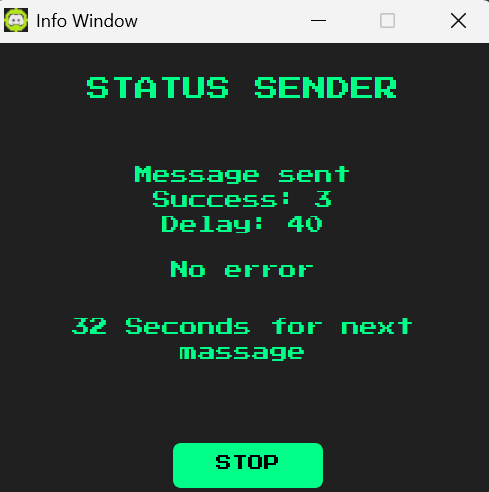 Info Window
STATUS SENDER
Message sent
Success: 3
Delay: 40
No error
32 Seconds for next
massage
STOP